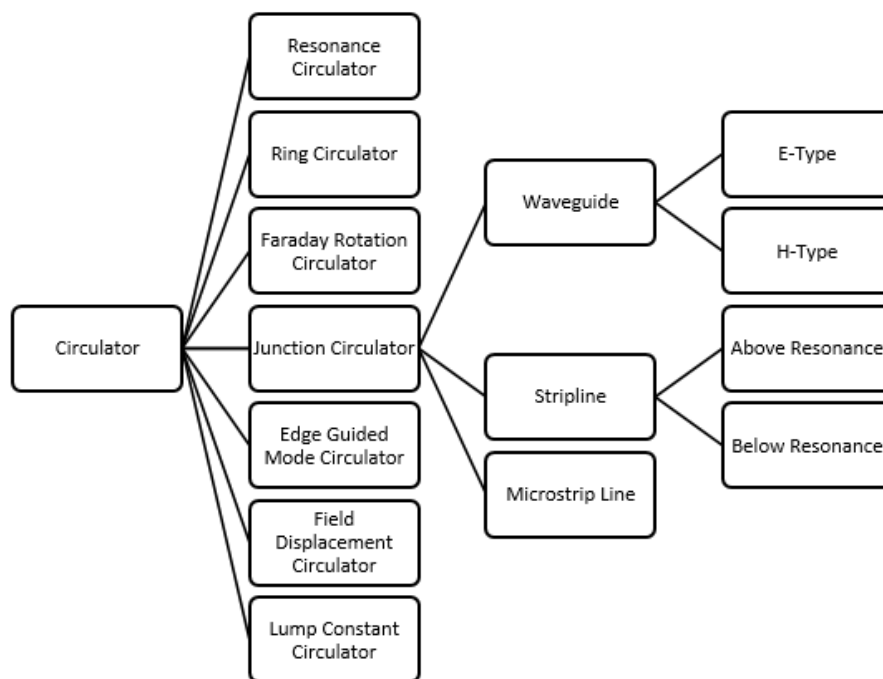 Resonance
Circulator
Ring Circulator
Faraday Rotation
Circulator
Circulator
Junction Circulator
Edge Guided
Mode Circulator
Field
Displacement
Circulator
Lump Constant
Circulator
Waveguide
Stripline
Microstrip Line
E-Type
H-Type
Above Resonance
Below Resonance